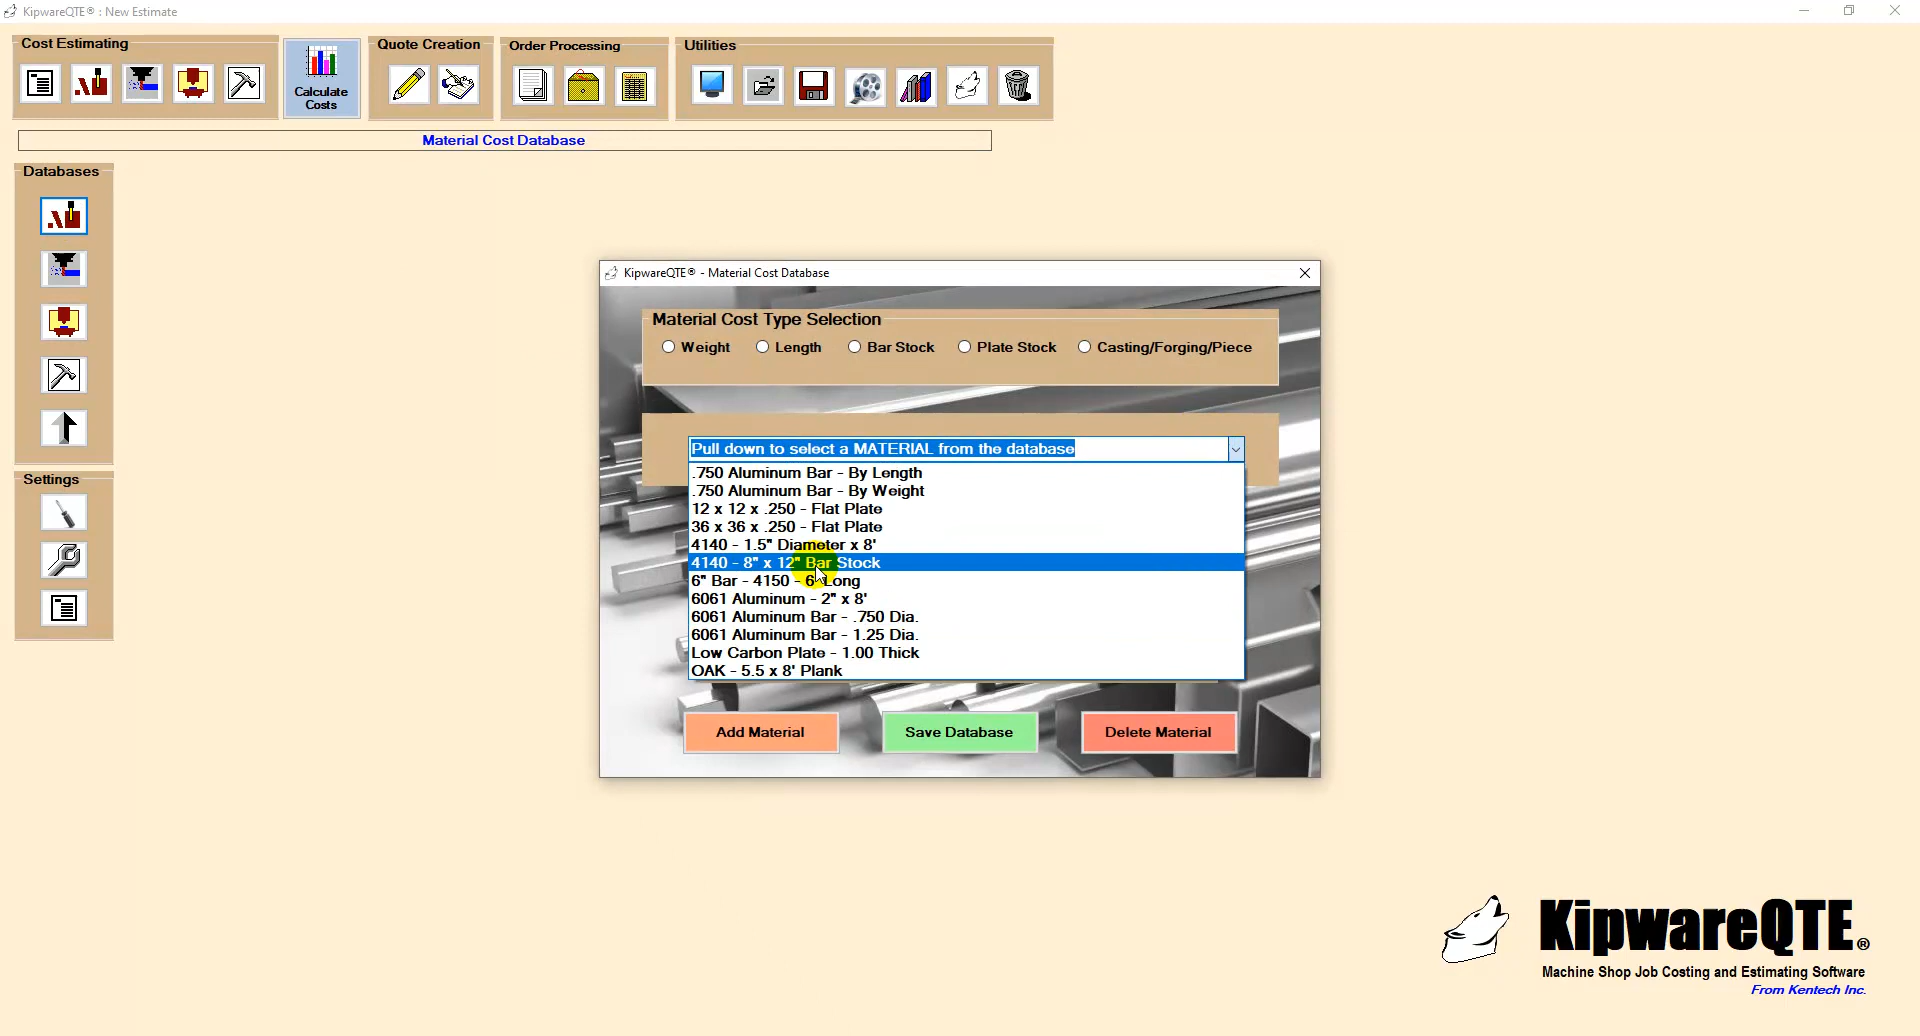 KipwareQTE® : New Estimate
Cost Estimating
Calculate
Costs
Quote Creation
Order Processing
Utilities
Material Cost Database
Databases
Settings
KipwareQTE® - Material Cost Database
Material Cost Type Selection
Weight
Length
Bar Stock
Plate Stock
Casting/Forging/Piece
Pull down to select a MATERIAL from the database
.750 Aluminum Bar - By Length
.750 Aluminum Bar - By Weight
12 x 12 x .250 - Flat Plate
36 x 36 x .250 - Flat Plate
4140 - 1.5" Diameter x 8'
4140 - 8" x 12" Bar Stock
6" Bar - 4150 - 6' Long
6061 Aluminum - 2" x 8'
6061 Aluminum Bar - .750 Dia.
6061 Aluminum Bar - 1.25 Dia.
Low Carbon Plate - 1.00 Thick
OAK - 5.5 x 8' Plank
Add Material
Save Database
Delete Material
KipwareQTE®
Machine Shop Job Costing and Estimating Software
From Kentech Inc.